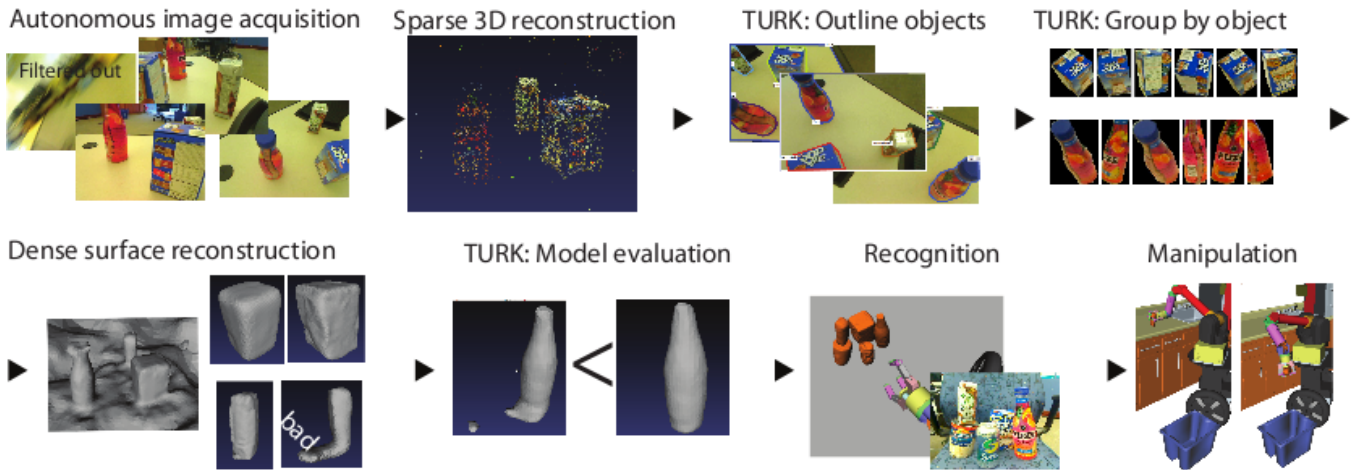 Autonomous image acquisition
Sparse 3D reconstruction
TURK: Outline objects
TURK: Group by object
Filtered out
Dense surface reconstruction
TURK: Model evaluation
Recognition
Manipulation
<
bad